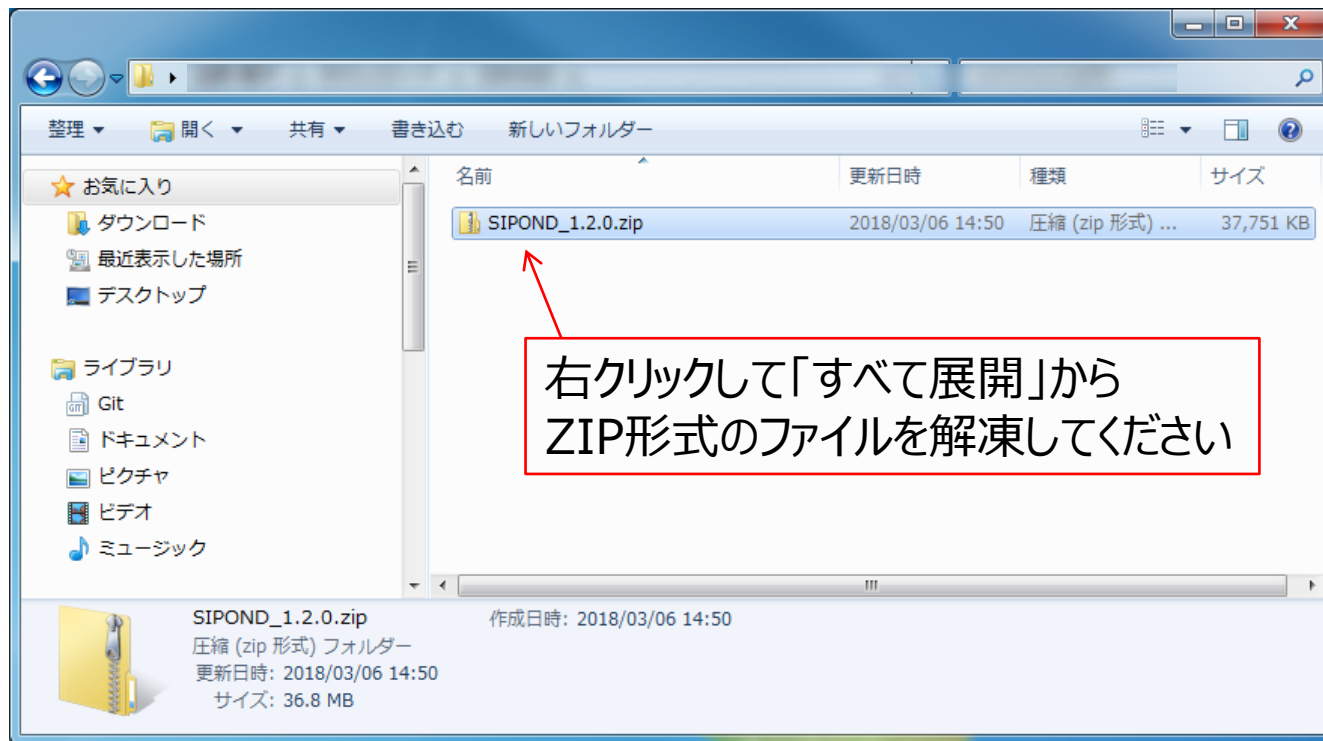 整理 開く 共有 書き込む 新しいフォルダー
お気に入り
ダウンロード
最近表示した場所
デスクトップ
ライブラリ
Git
ドキュメント
ピクチャ
ビデオ
ミュージック
名前 更新日時 種類 サイズ
SIPOND_1.2.0.zip 2018/03/06 14:50 圧縮 (zip 形式) ... 37,751 KB
右クリックして「すべて展開」から
ZIP形式のファイルを解凍してください
SIPOND_1.2.0.zip 作成日時: 2018/03/06 14:50
圧縮 (zip 形式) フォルダー
更新日時: 2018/03/06 14:50
サイズ: 36.8 MB